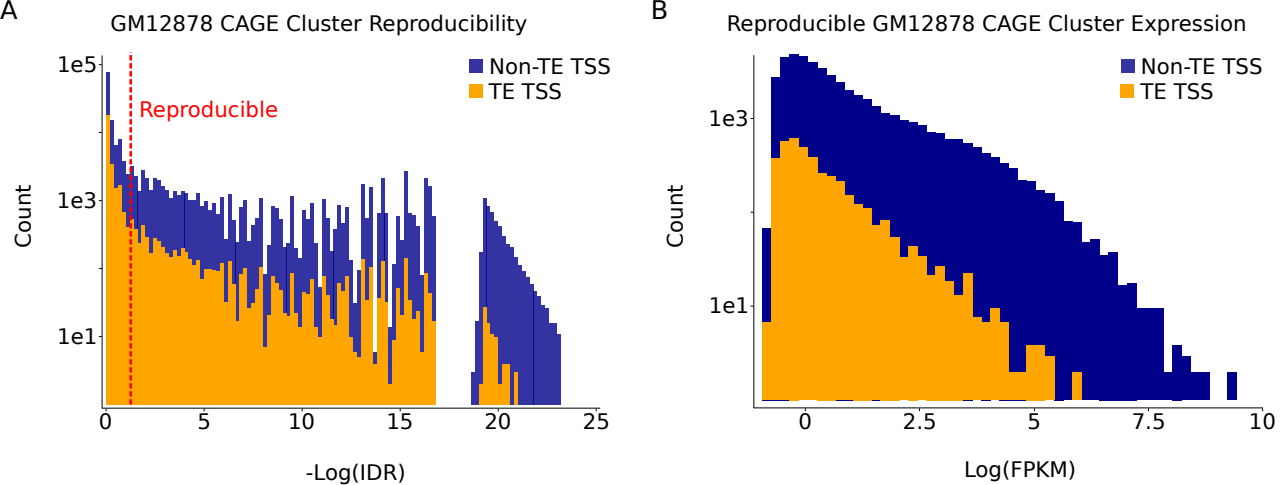 A
GM12878 CAGE Cluster Reproducibility
1e5
1e3
1e1
Count
Reproducible
Non-TE TSS
TE TSS
0 5 10 15 20 25
-Log(IDR)
B
Reproducible GM12878 CAGE Cluster Expression
1e3
1e1
Count
Non-TE TSS
TE TSS
0 2.5 5 7.5 10
Log(FPKM)